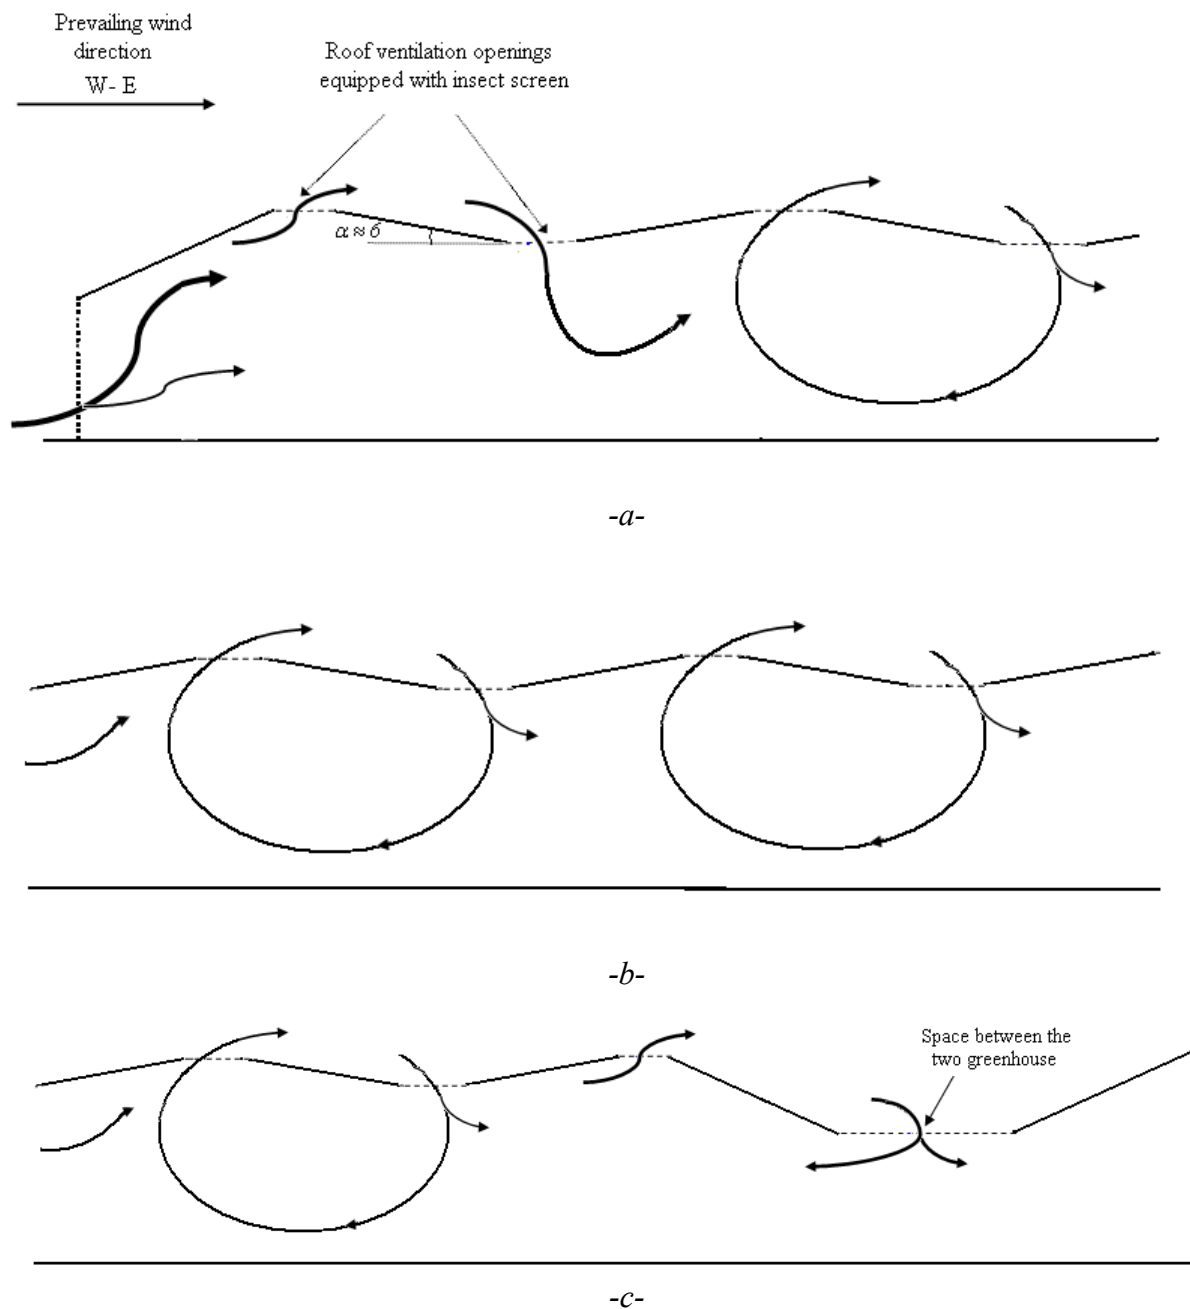 Prevailing wind
direction
W- E
Roof ventilation openings
equipped with insect screen
α ≈ 6
-a-
-b-
Space between the
two greenhouse
-c-